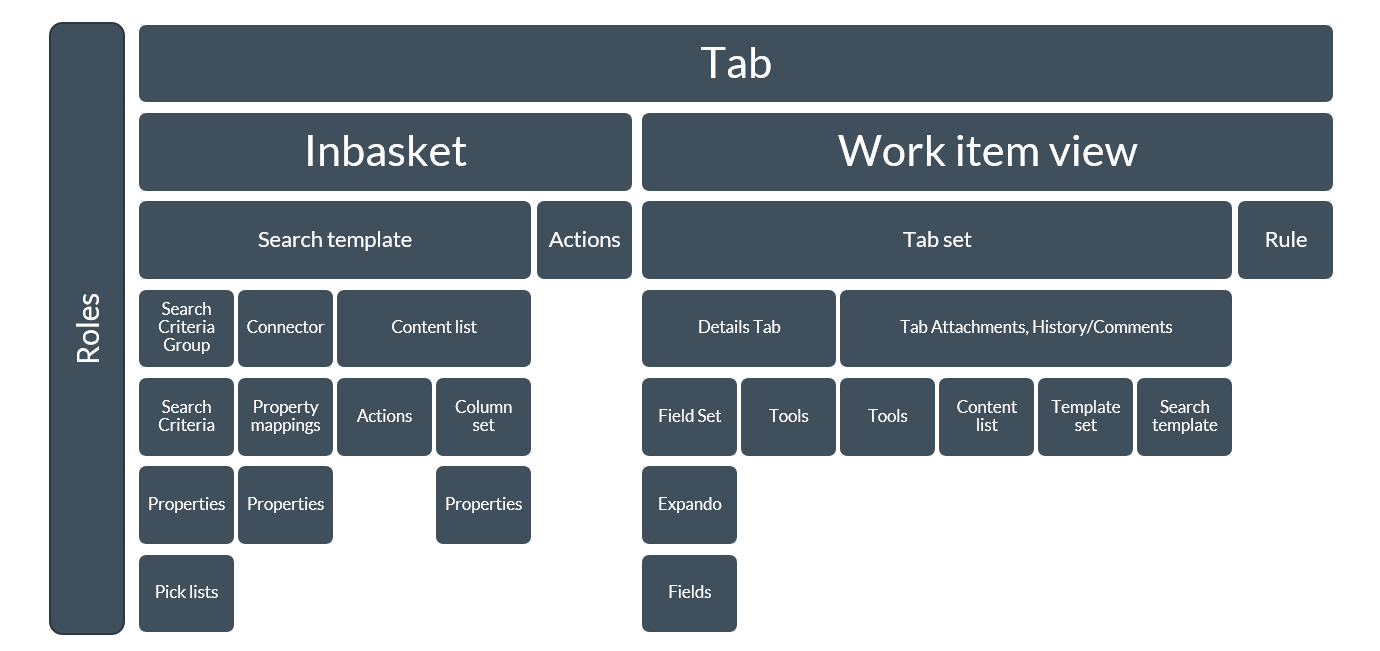 Roles
Tab
Inbasket
Work item view
Search template
Actions
Tab set
Rule
Search
Criteria
Group
Connector
Content list
Details Tab
Tab Attachments, History/Comments
Search
Criteria
Property
mappings
Actions
Column
set
Field Set
Tools
Tools
Content
list
Template
set
Search
template
Properties
Properties
Properties
Expando
Pick lists
Fields